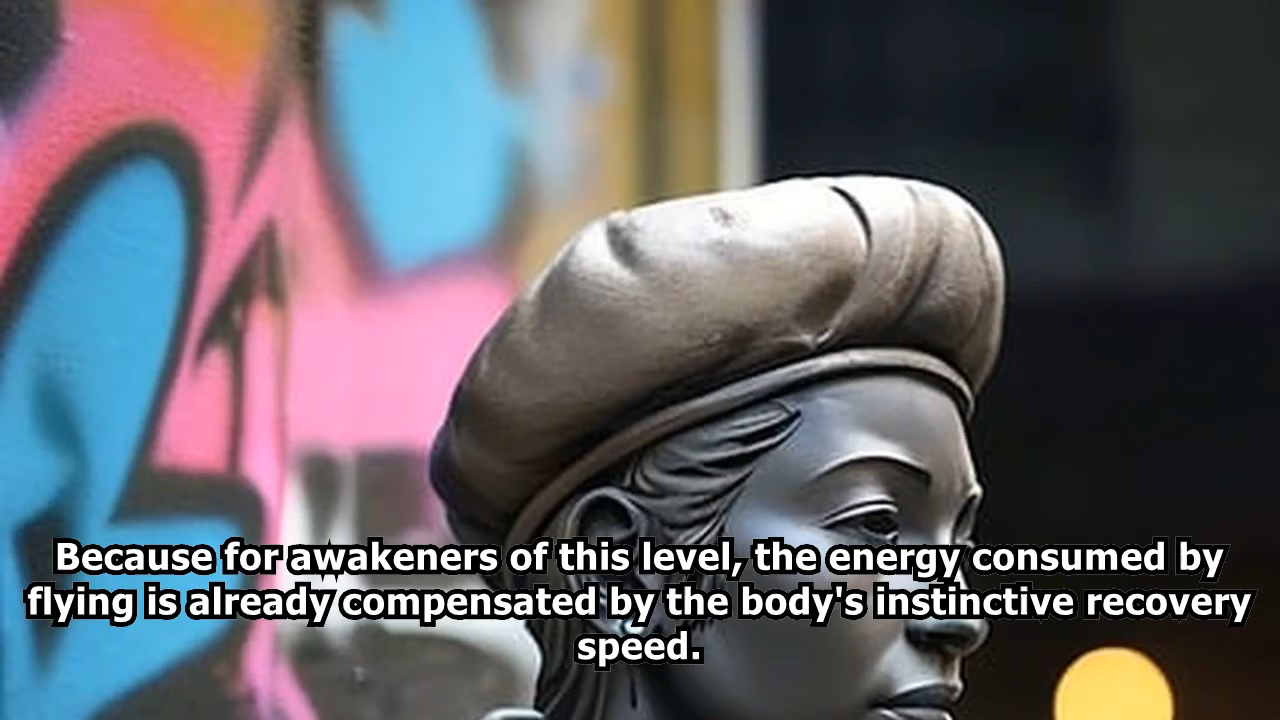 Because for awakeners of this level, the energy consumed by
flying is already compensated by the body's instinctive recovery
speed.